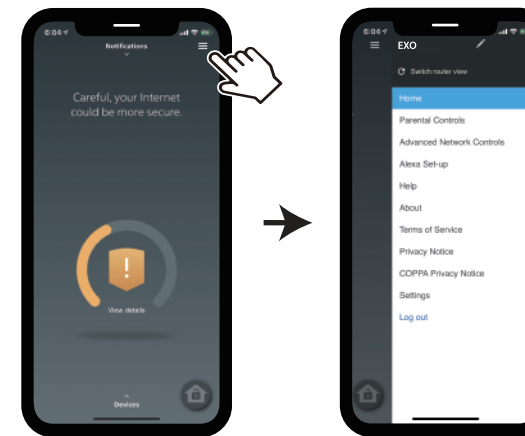 6:04
Notifications
Careful, your Internet
could be more secure.
!
View details
Devices
6:04
EXO
Switch router view
Home
Parental Controls
Advanced Network Controls
Alexa Set-up
Help
About
Terms of Service
Privacy Notice
COPPA Privacy Notice
Settings
Log out